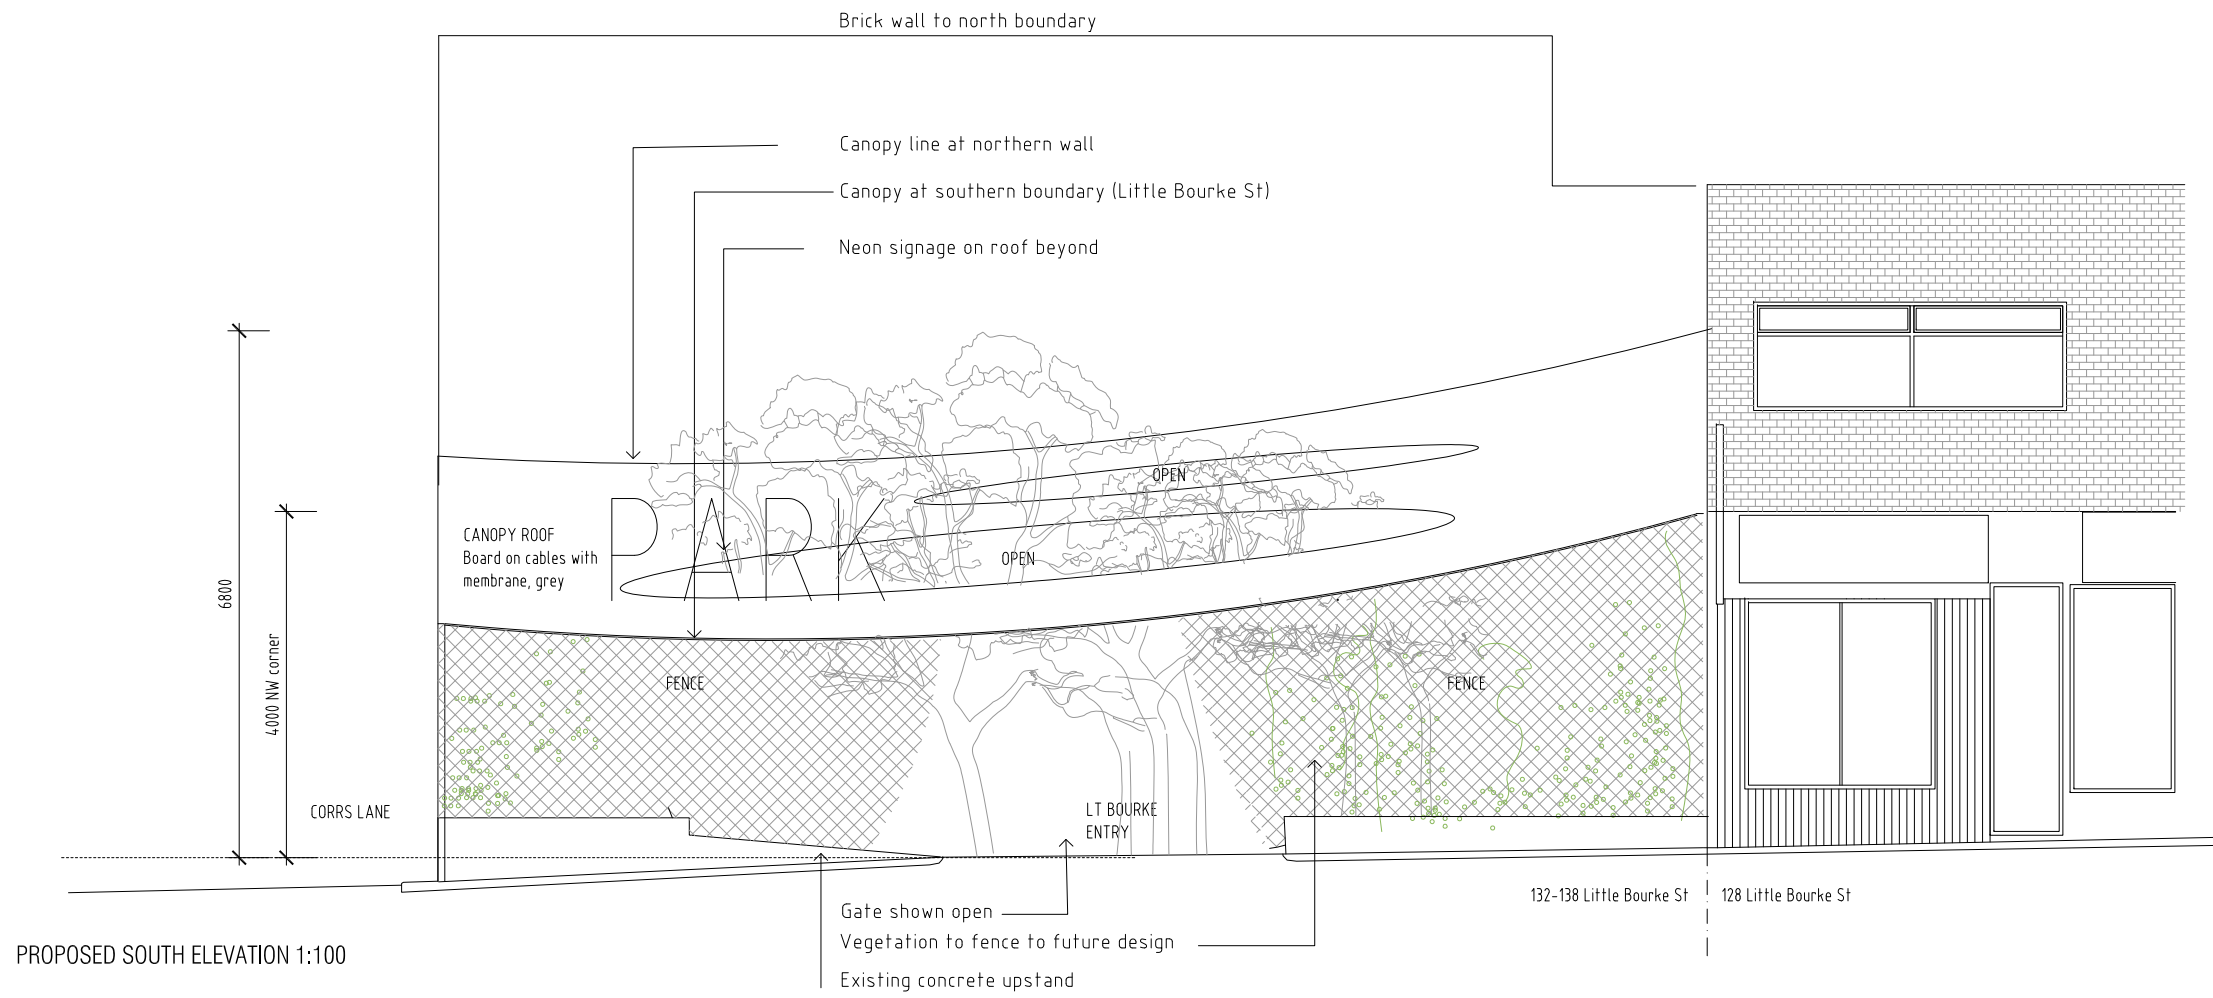 Brick wall to north boundary
Canopy line at northern wall
Canopy at southern boundary (Little Bourke St)
Neon signage on roof beyond
OPEN
PARK
CANOPY ROOF
Board on cables with
membrane, grey
OPEN
6800
4000 NW corner
FENCE
FENCE
CORRS LANE
LT BOURKE
ENTRY
132-138 Little Bourke St
128 Little Bourke St
Gate shown open
Vegetation to fence to future design
Existing concrete upstand
PROPOSED SOUTH ELEVATION 1:100